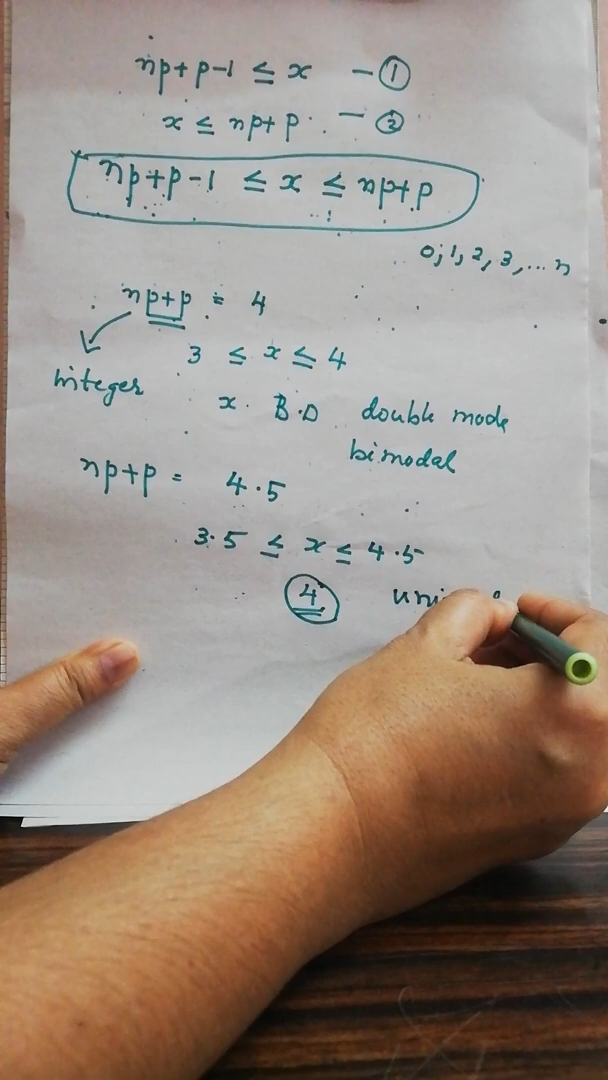 np+p-1 ≤ x - ①
x ≤ np+p. - ②
np+p-1 ≤ x ≤ np+p
0, 1, 2, 3, ... n
np+p = 4
3 ≤ x ≤ 4
integer
x. B.D double mode
bimodal
np+p = 4.5
3.5 ≤ x ≤ 4.5
4